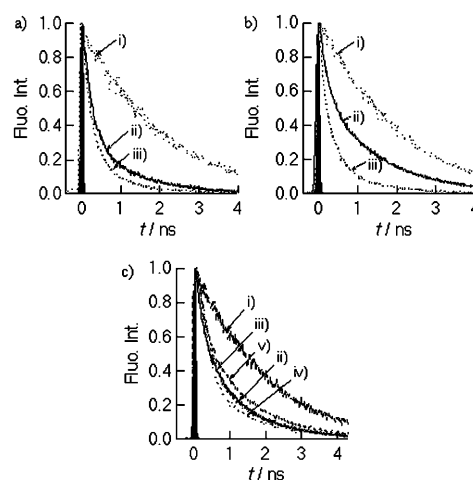 a)
b)
Fluo. Int.
1.0
0.8
0.6
0.4
0.2
0.0
i)
ii)
iii)
0
1
2
3
4
t / ns
Fluo. Int.
1.0
0.8
0.6
0.4
0.2
0.0
i)
ii)
iii)
0
1
2
3
4
t / ns
c)
Fluo. Int.
1.0
0.8
0.6
0.4
0.2
0.0
i)
iii)
v)
ii)
iv)
0
1
2
3
4
t / ns